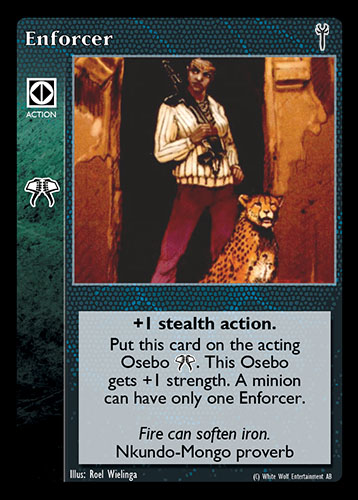 Enforcer
ACTION
+1 stealth action.
Put this card on the acting
Osebo. This Osebo
gets +1 strength. A minion
can have only one Enforcer.
Fire can soften iron.
Nkundo-Mongo proverb
Illus: Roel Wielinga
(C) White Wolf Entertainment AB